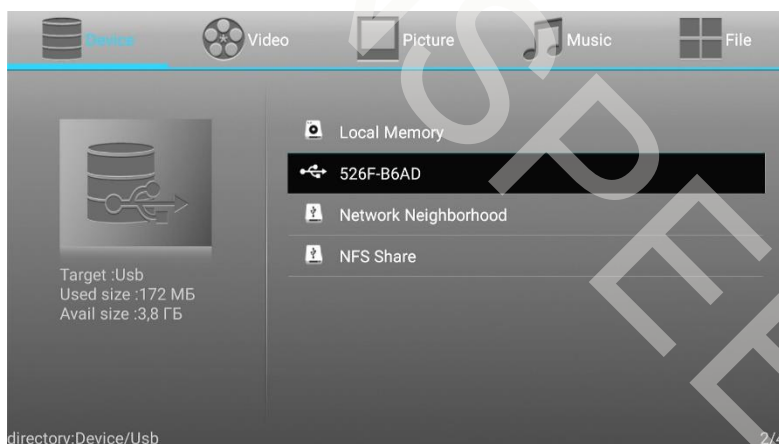 Device Video Picture Music File
Local Memory
526F-B6AD
Network Neighborhood
NFS Share
Target :Usb
Used size :172 МБ
Avail size :3,8 ГБ
directory:Device/Usb